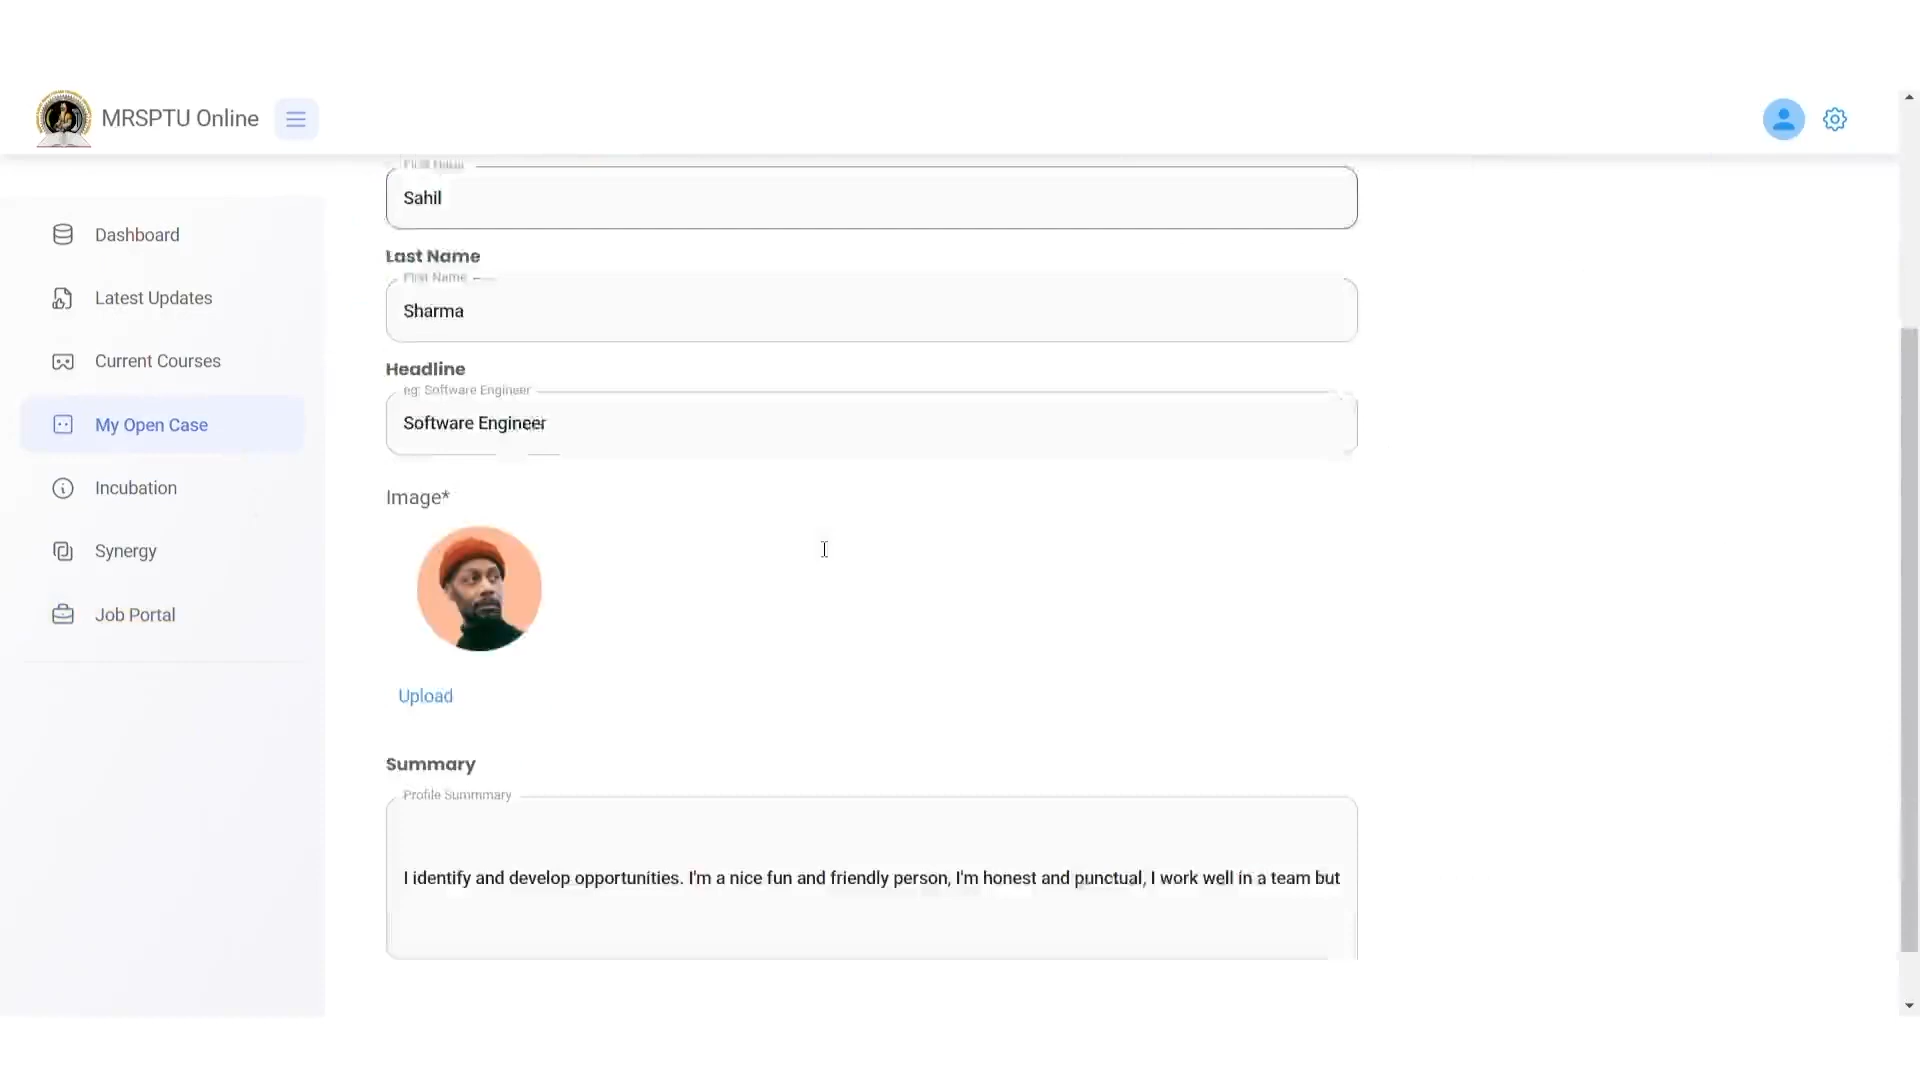 MRSPTU Online
First Name
Sahil
Dashboard
Last Name
Latest Updates
First Name
Sharma
Current Courses
Headline
eg: Software Engineer
My Open Case
Software Engineer
Incubation
Image*
Synergy
Job Portal
Upload
Summary
Profile Summmary
I identify and develop opportunities. I'm a nice fun and friendly person, I'm honest and punctual, I work well in a team but